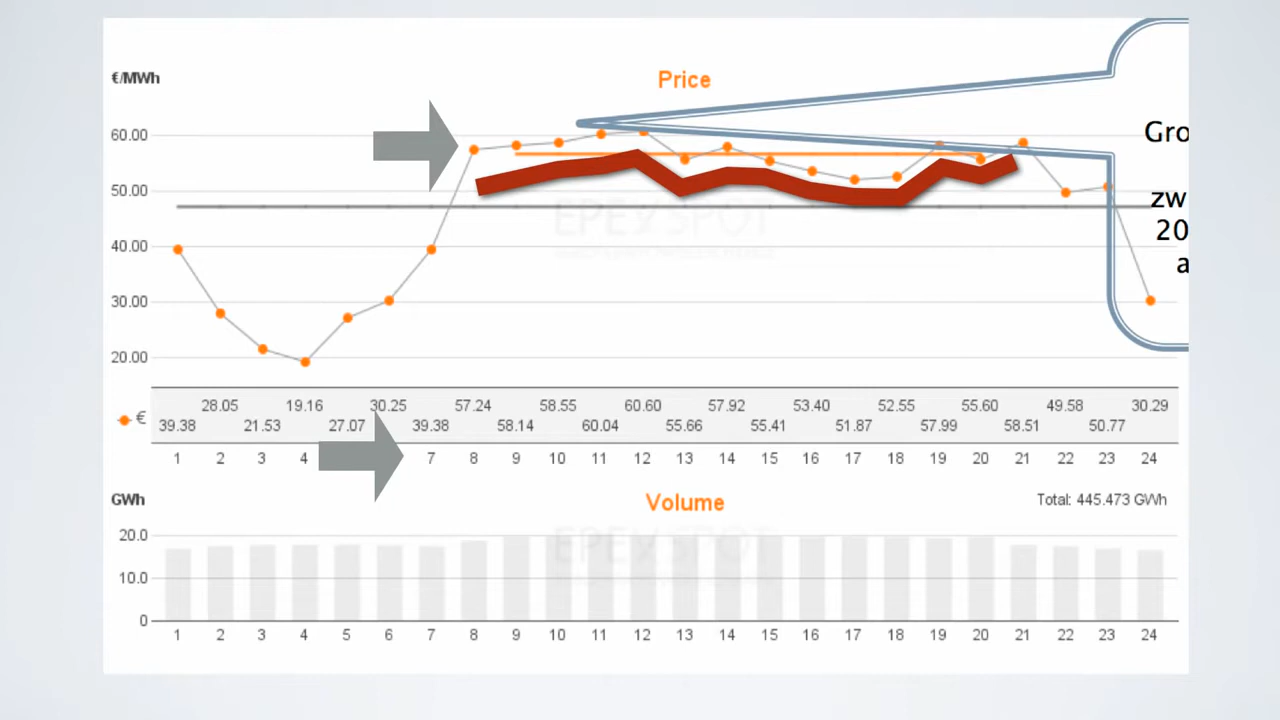 €/MWh
Price
60.00
50.00
40.00
30.00
20.00
EPEX SPOT
Gro
zw
20
a
€
28.05 19.16 30.25 57.24 58.55 60.60 57.92 53.40 52.55 55.60 49.58 30.29
39.38 21.53 27.07 39.38 58.14 60.04 55.66 55.41 51.87 57.99 58.51 50.77
1 2 3 4 7 8 9 10 11 12 13 14 15 16 17 18 19 20 21 22 23 24
GWh
Volume
Total: 445.473 GWh
20.0
10.0
0
EPEX SPOT
1 2 3 4 5 6 7 8 9 10 11 12 13 14 15 16 17 18 19 20 21 22 23 24